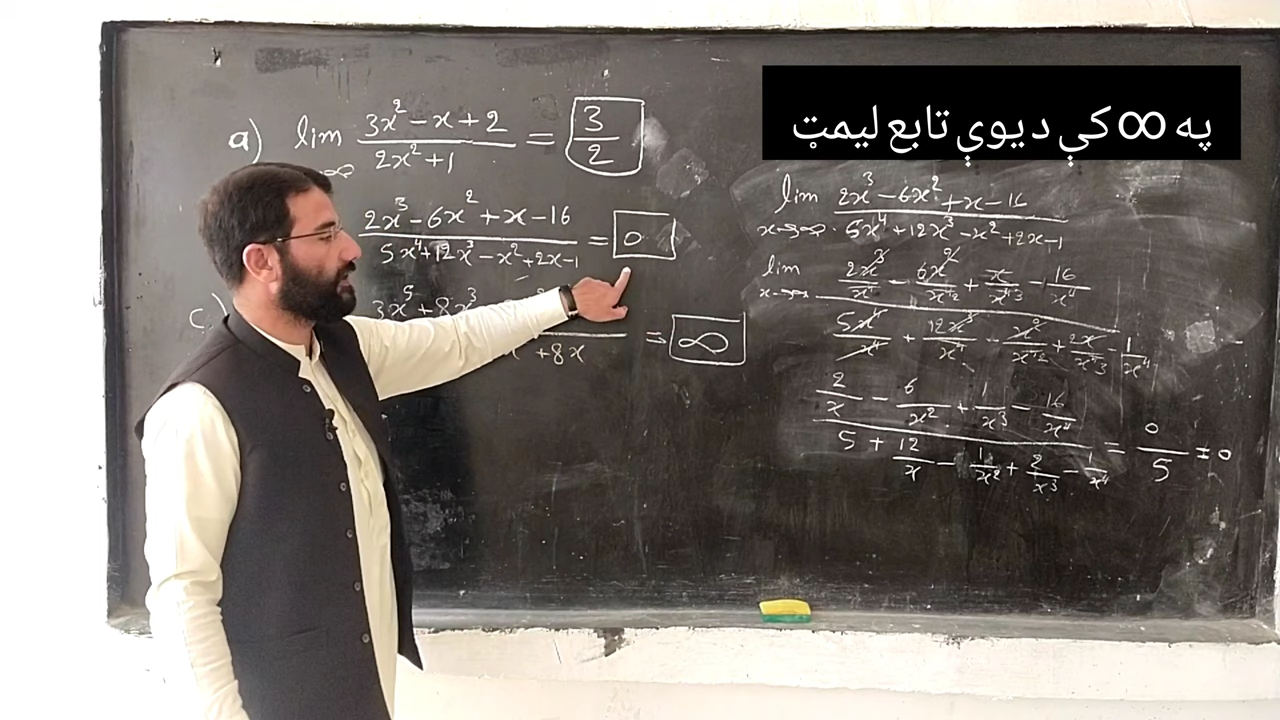 په ∞ کې د یوې تابع لیمټ
a) lim 3x² - x + 2 / 2x² + 1 = 3/2
∞
2x³ - 6x² + x - 16 / 5x⁴ + 12x³ - x² + 2x - 1 = 0
c) 3x⁵ + 8x³ / + 8x = ∞
lim x→∞ 2x³ - 6x² + x - 16 / 5x⁴ + 12x³ - x² + 2x - 1
lim x→∞ 2x³/x⁴ - 6x²/x⁴ + x/x⁴ - 16/x⁴ / 5x⁴/x⁴ + 12x³/x⁴ - x²/x⁴ + 2x/x⁴ - 1/x⁴
2/x - 6/x² + 1/x³ - 16/x⁴ / 5 + 12/x - 1/x² + 2/x³ - 1/x⁴ = 0/5 = 0